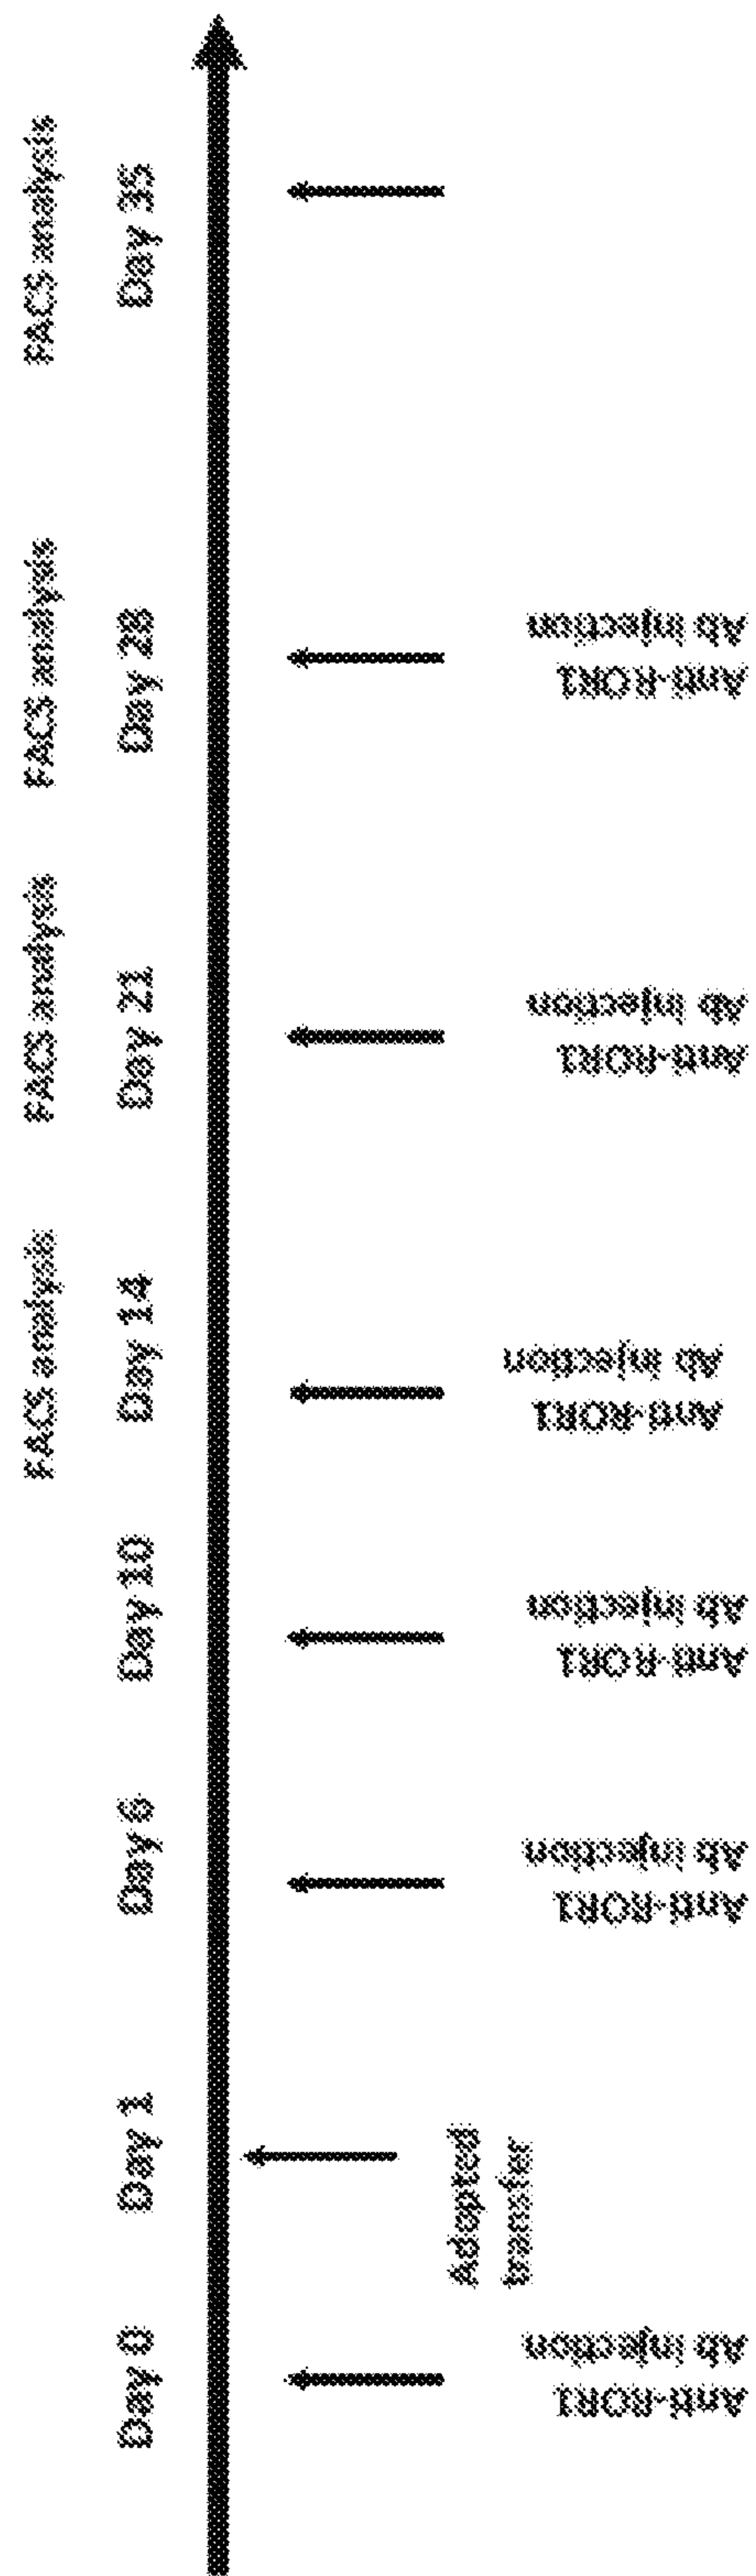 FACS analysis
FACS analysis
FACS analysis
FACS analysis
Day 0
Day 1
Day 6
Day 10
Day 14
Day 21
Day 28
Day 35
Adopted
transfer
Anti-ROR1
Ab injection
Anti-ROR1
Ab injection
Anti-ROR1
Ab injection
Anti-ROR1
Ab injection
Anti-ROR1
Ab injection
Anti-ROR1
Ab injection